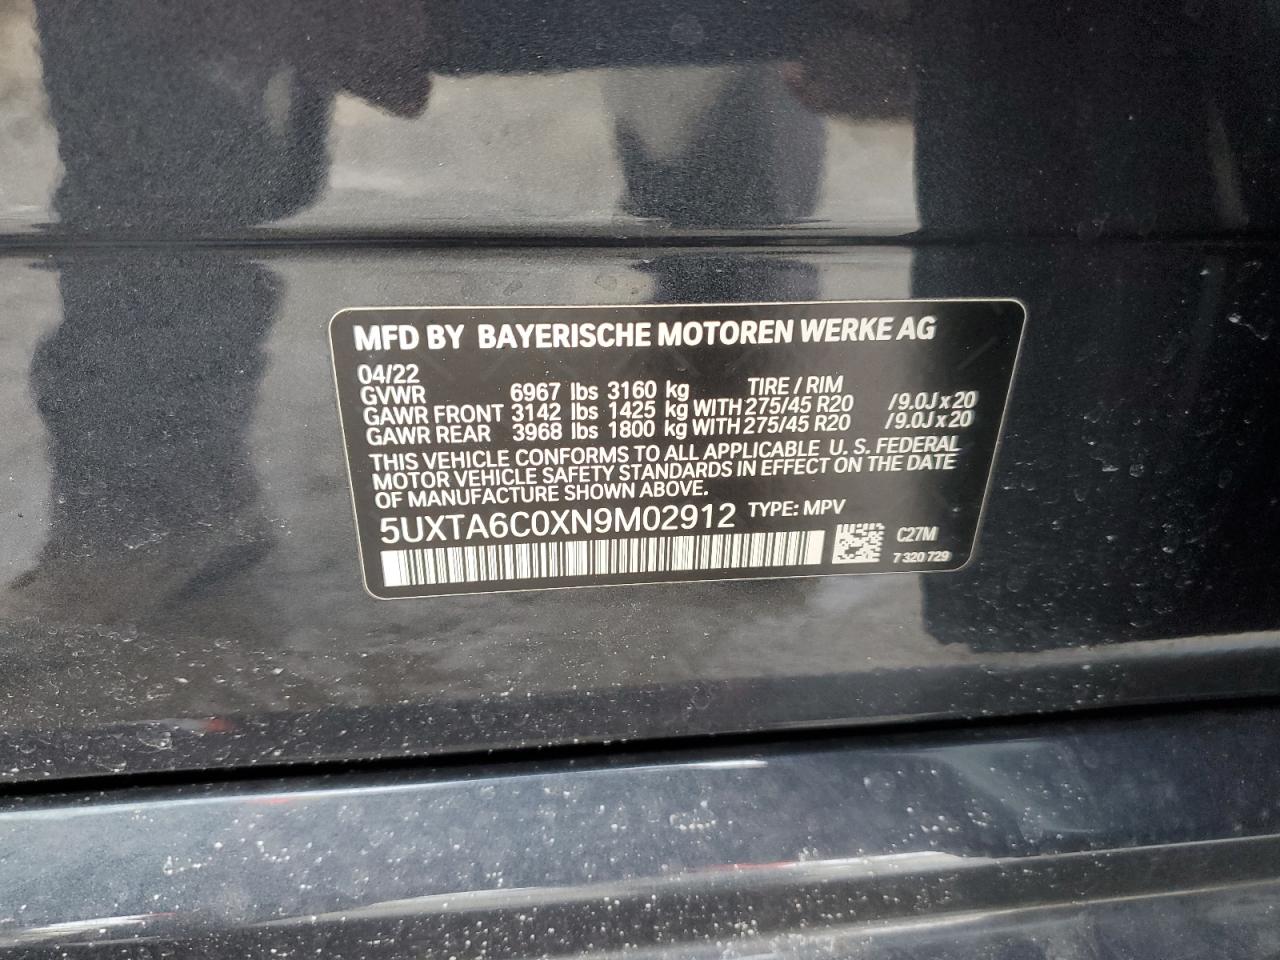 MFD BY BAYERISCHE MOTOREN WERKE AG
04/22 TIRE / RIM
GVWR 6967 lbs 3160 kg
GAWR FRONT 3142 lbs 1425 kg WITH 275/45 R20 /9.0J x 20
GAWR REAR 3968 lbs 1800 kg WITH 275/45 R20 /9.0J x 20
THIS VEHICLE CONFORMS TO ALL APPLICABLE U. S. FEDERAL
MOTOR VEHICLE SAFETY STANDARDS IN EFFECT ON THE DATE
OF MANUFACTURE SHOWN ABOVE.
5UXTA6C0XN9M02912 TYPE: MPV
C27M
7 320 729